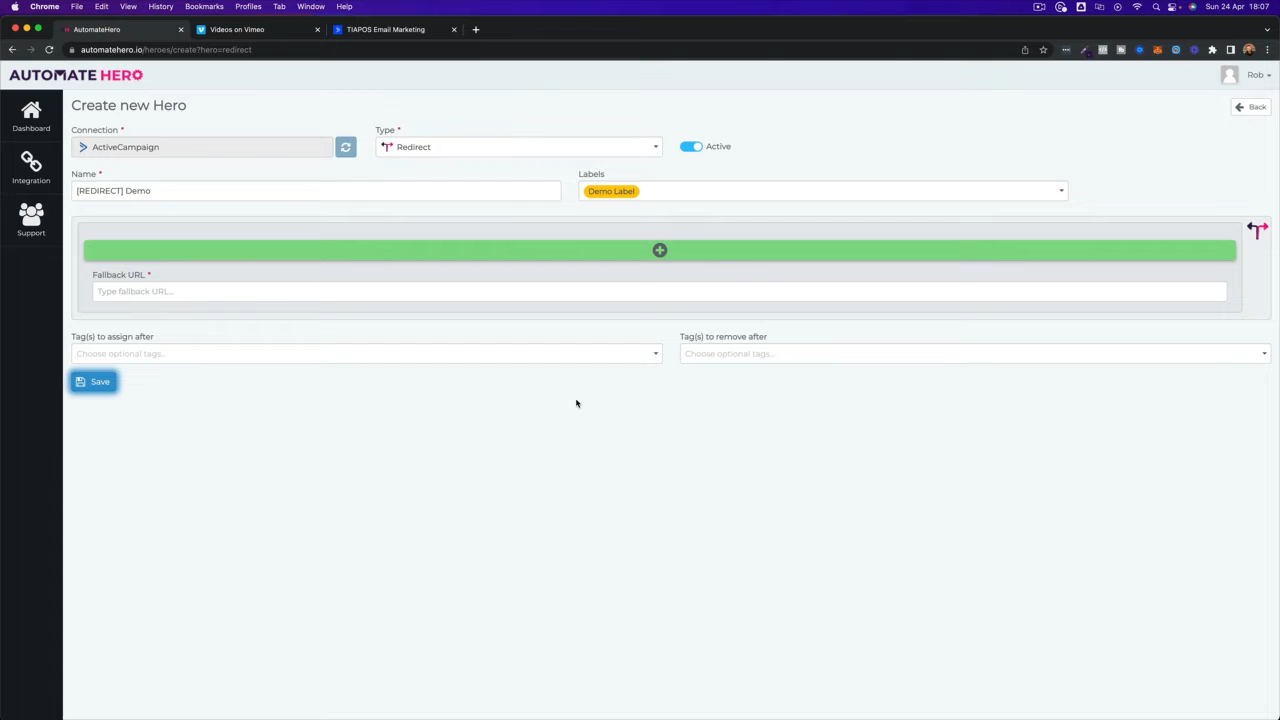 Chrome File Edit View History Bookmarks Profiles Tab Window Help Sun 24 Apr 18:07
AutomateHero Videos on Vimeo TIAPOS Email Marketing
automatehero.io/heroes/create?hero=redirect
AUTOMATE HERO Rob
Create new Hero Back
Dashboard
Integration
Support
Connection * Type *
ActiveCampaign Redirect Active
Name * Labels
[REDIRECT] Demo Demo Label
Fallback URL *
Type fallback URL...
Tag(s) to assign after Tag(s) to remove after
Choose optional tags... Choose optional tags...
Save